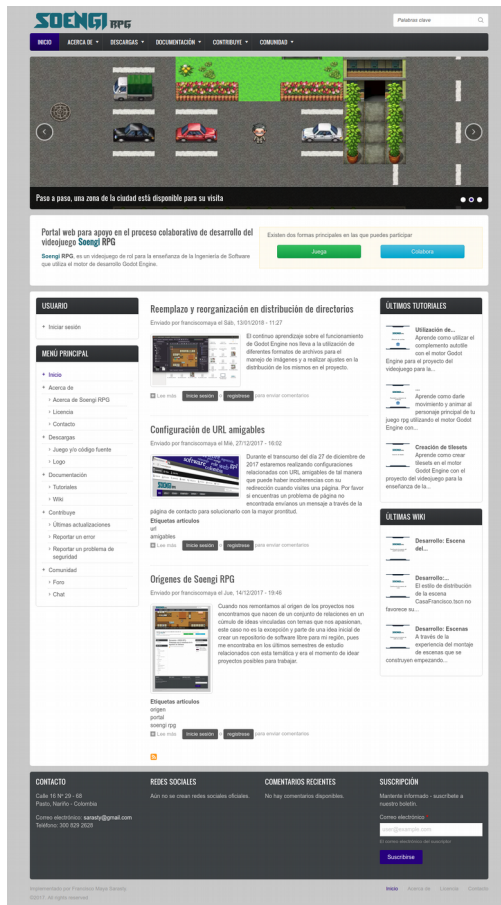 SOENGI RPG
Palabras clave
INICIO ACERCA DE DESCARGAS DOCUMENTACIÓN CONTRIBUYE COMUNIDAD
Paso a paso, una zona de la ciudad está disponible para su visita
Portal web para apoyo en el proceso colaborativo de desarrollo del
videojuego Soengi RPG
Soengi RPG, es un videojuego de rol para la enseñanza de la Ingeniería de Software
que utiliza el motor de desarrollo Godot Engine.
Existen dos formas principales en las que puedes participar
Juega
Colabora
USUARIO
Iniciar sesión
MENÚ PRINCIPAL
Inicio
Acerca de
Acerca de Soengi RPG
Licencia
Contacto
Descargas
Juego y/o código fuente
Logo
Documentación
Tutoriales
Wiki
Contribuye
Últimas actualizaciones
Reportar un error
Reportar un problema de
seguridad
Comunidad
Foro
Chat
Reemplazo y reorganización en distribución de directorios
Enviado por franciscomaya el Sáb, 13/01/2018 - 11:27
El continuo aprendizaje sobre el funcionamiento
de Godot Engine nos lleva a la utilización de
diferentes formatos de archivos para el
manejo de imágenes y a realizar ajustes en la
distribución de los mismos en el proyecto.
Lee más Inicie sesión o regístrese para enviar comentarios
Configuración de URL amigables
Enviado por franciscomaya el Mié, 27/12/2017 - 16:02
software
Durante el transcurso del día 27 de diciembre de
2017 estaremos realizando configuraciones
relacionadas con URL amigables de tal manera
que puede haber incoherencias con su
redirección cuando visites una página. Por favor
si encuentras un problema de página no
encontrada envíanos un mensaje a través de la
página de contacto para solucionarlo con la mayor prontitud.
Etiquetas artículos
url
amigables
Lee más Inicie sesión o regístrese para enviar comentarios
Orígenes de Soengi RPG
Enviado por franciscomaya el Jue, 14/12/2017 - 19:46
Cuando nos remontamos al origen de los proyectos nos
encontramos que nacen de un conjunto de relaciones en un
cúmulo de ideas vinculadas con temas que nos apasionan,
este caso no es la excepción y parte de una idea inicial de
crear un repositorio de software libre para mi región, pues
me encontraba en los últimos semestres de estudio
relacionados con esta temática y era el momento de idear
proyectos posibles para trabajar.
Etiquetas artículos
origen
portal
soengi rpg
Lee más Inicie sesión o regístrese para enviar comentarios
ÚLTIMOS TUTORIALES
Utilización de...
Aprende como utilizar el
complemento autotile
con el motor Godot
Engine para el proyecto del
videojuego para la...
...
Aprende como darle
movimiento y animar al
personaje principal de tu
juego rpg utilizando el motor Godot
Engine con...
Creación de tilesets
Aprende como crear
tilesets en el motor
Godot Engine con el
proyecto del videojuego para la
enseñanza de la...
ÚLTIMAS WIKI
Desarrollo: Escena
del...
Desarrollo:...
El estilo de distribución
de la escena
CasaFrancisco.tscn no
favorece su...
Desarrollo: Escenas
A través de la
experiencia del montaje
de escenas que se
construyen empezando...
CONTACTO
Calle 16 Nº 29 - 68
Pasto, Nariño - Colombia
Correo electrónico: sarasty@gmail.com
Teléfono: 300 829 2628
REDES SOCIALES
Aún no se crean redes sociales oficiales.
COMENTARIOS RECIENTES
No hay comentarios disponibles.
SUSCRIPCIÓN
Mantente informado - suscríbete a
nuestro boletín.
Correo electrónico *
user@example.com
El correo electrónico del suscriptor
Suscribirse
Implementado por Francisco Maya Sarasty.
©2017. All rights reserved.
Inicio Acerca de Licencia Contacto